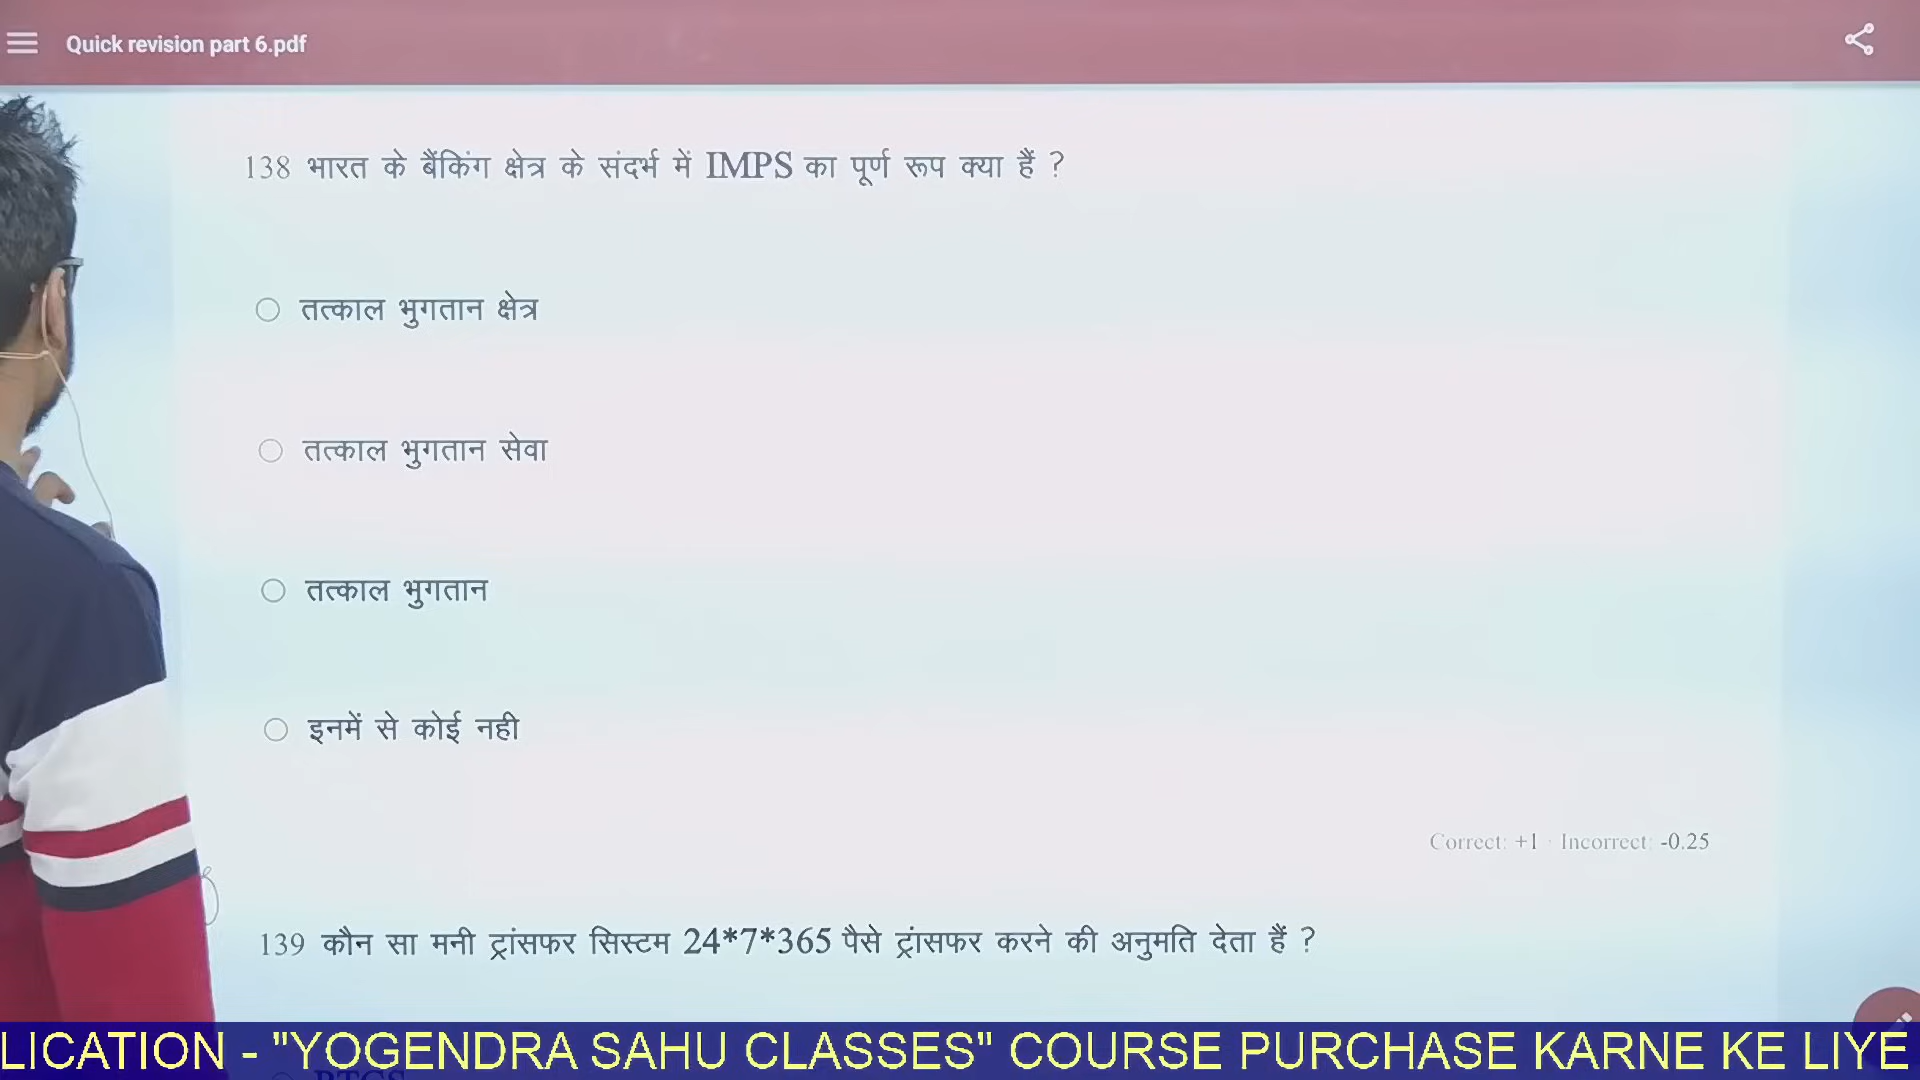 Quick revision part 6.pdf
138 भारत के बैंकिंग क्षेत्र के संदर्भ में IMPS का पूर्ण रूप क्या हैं ?
तत्काल भुगतान क्षेत्र
तत्काल भुगतान सेवा
तत्काल भुगतान
इनमें से कोई नही
Correct: +1 · Incorrect: -0.25
139 कौन सा मनी ट्रांसफर सिस्टम 24*7*365 पैसे ट्रांसफर करने की अनुमति देता हैं ?
LICATION - "YOGENDRA SAHU CLASSES" COURSE PURCHASE KARNE KE LIYE